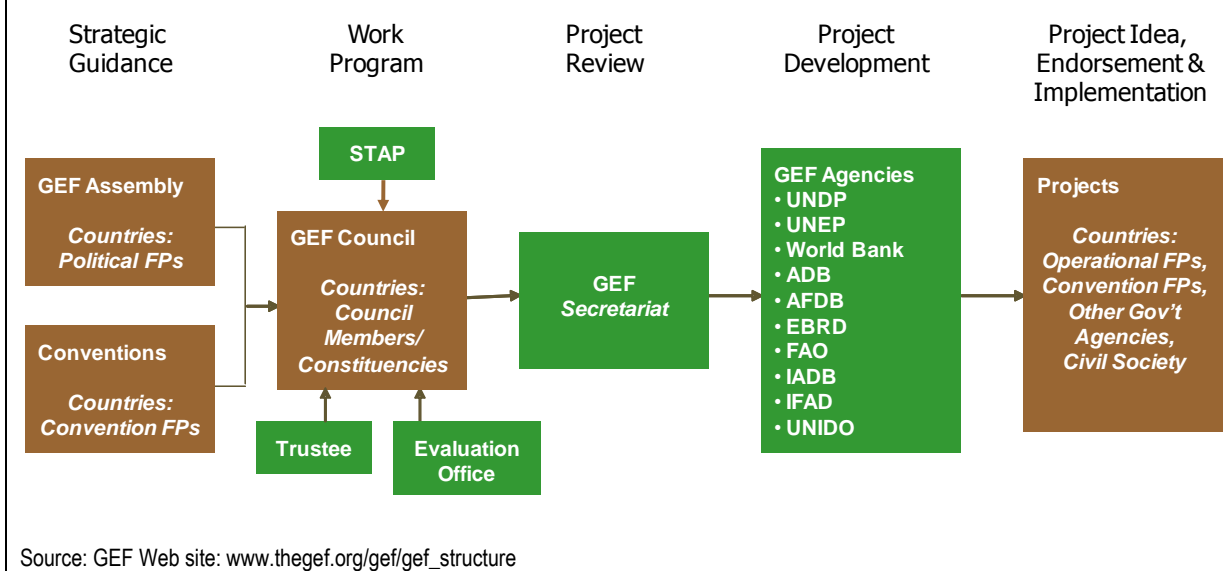 Strategic
Guidance
Work
Program
Project
Review
Project
Development
Project Idea,
Endorsement &
Implementation
STAP
GEF Assembly
Countries:
Political FPs
Conventions
Countries:
Convention FPs
GEF Council
Countries:
Council
Members/
Constituencies
Trustee
Evaluation
Office
GEF
Secretariat
GEF Agencies
• UNDP
• UNEP
• World Bank
• ADB
• AFDB
• EBRD
• FAO
• IADB
• IFAD
• UNIDO
Projects
Countries:
Operational FPs,
Convention FPs,
Other Gov't
Agencies,
Civil Society
Source: GEF Web site: www.thegef.org/gef/gef_structure